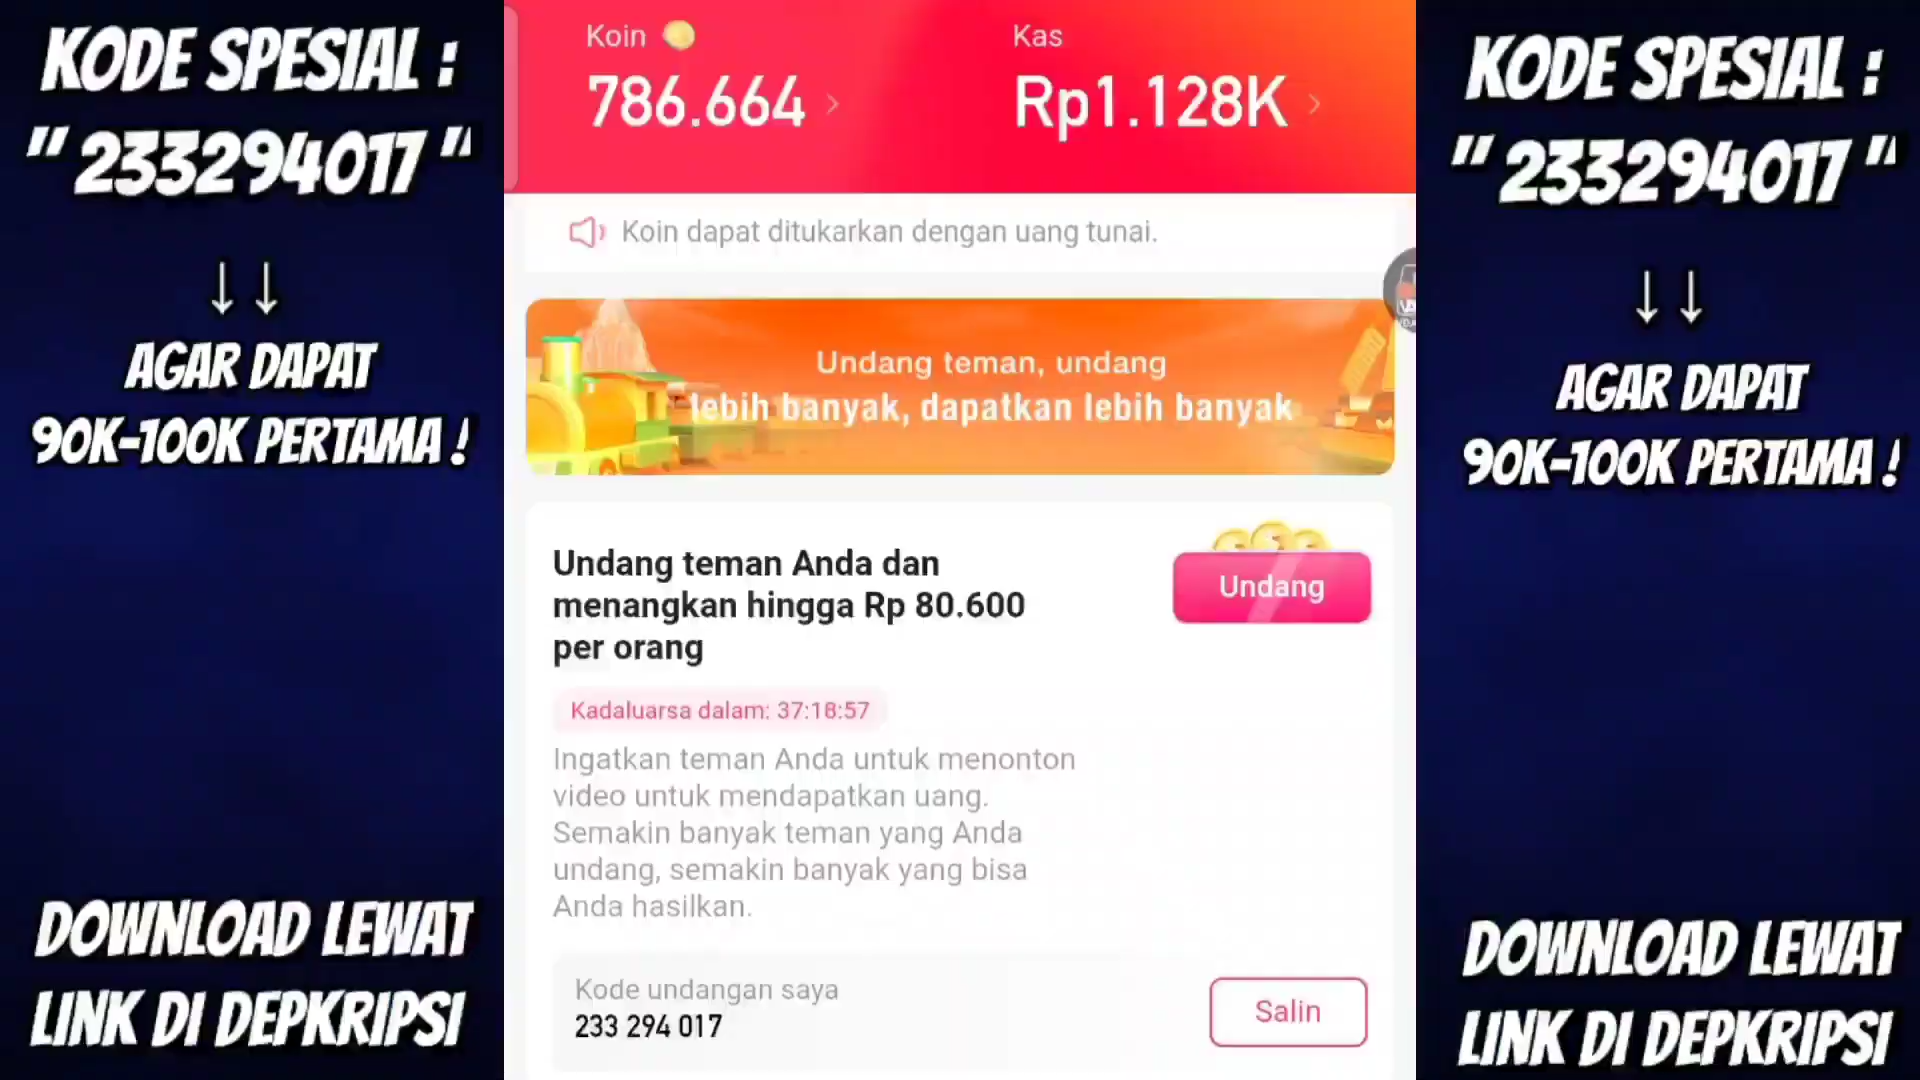 KODE SPESIAL :
" 233294017 "
↓↓
AGAR DAPAT
90K-100K PERTAMA !
DOWNLOAD LEWAT
LINK DI DEPKRIPSI
Koin
786.664 >
Kas
Rp1.128K >
Koin dapat ditukarkan dengan uang tunai.
Undang teman, undang
lebih banyak, dapatkan lebih banyak
Undang teman Anda dan
menangkan hingga Rp 80.600
per orang
Undang
Kadaluarsa dalam: 37:18:57
Ingatkan teman Anda untuk menonton
video untuk mendapatkan uang.
Semakin banyak teman yang Anda
undang, semakin banyak yang bisa
Anda hasilkan.
Kode undangan saya
233 294 017
Salin
KODE SPESIAL :
" 233294017 "
↓↓
AGAR DAPAT
90K-100K PERTAMA !
DOWNLOAD LEWAT
LINK DI DEPKRIPSI